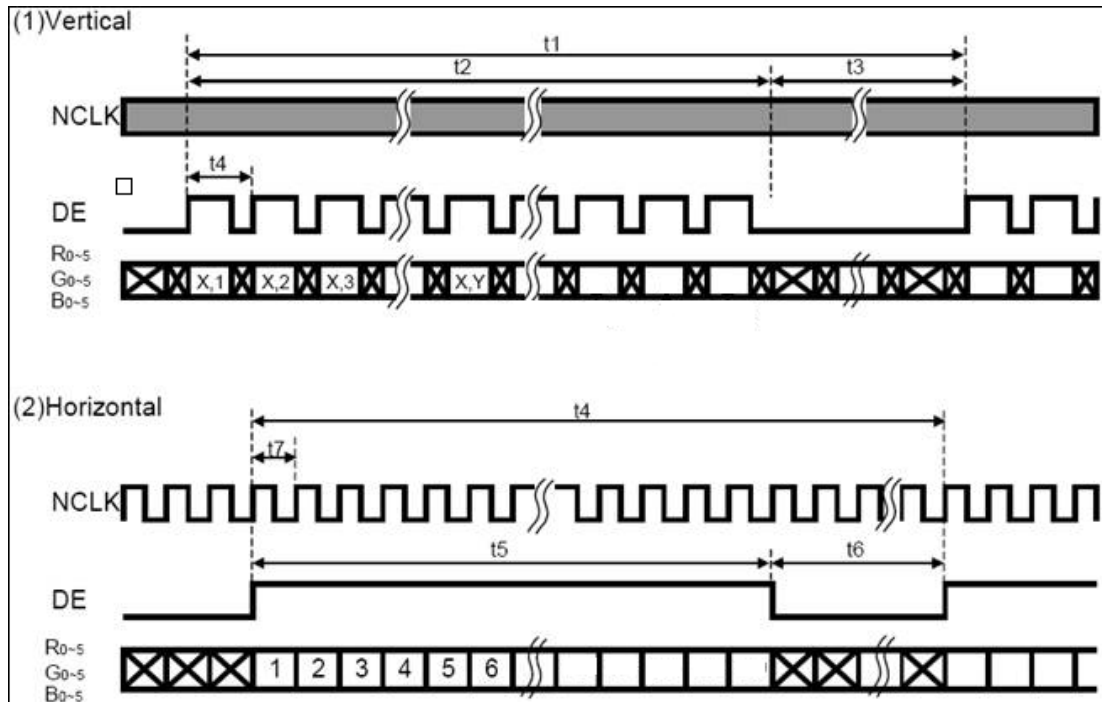 (1)Vertical
t1
t2 t3
NCLK
t4
DE
R0~5
G0~5
B0~5
X,1 X,2 X,3 X,Y
(2)Horizontal
t4
t7
NCLK
t5 t6
DE
R0~5
G0~5
B0~5
1 2 3 4 5 6